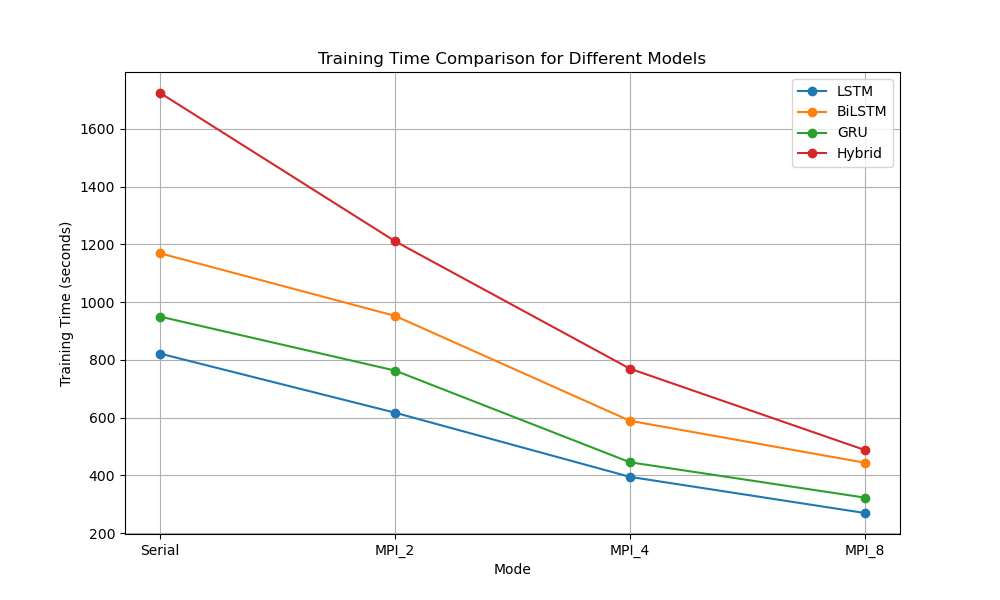 Training Time Comparison for Different Models
LSTM
BiLSTM
GRU
Hybrid
Training Time (seconds)
1600
1400
1200
1000
800
600
400
200
Serial
MPI_2
MPI_4
MPI_8
Mode